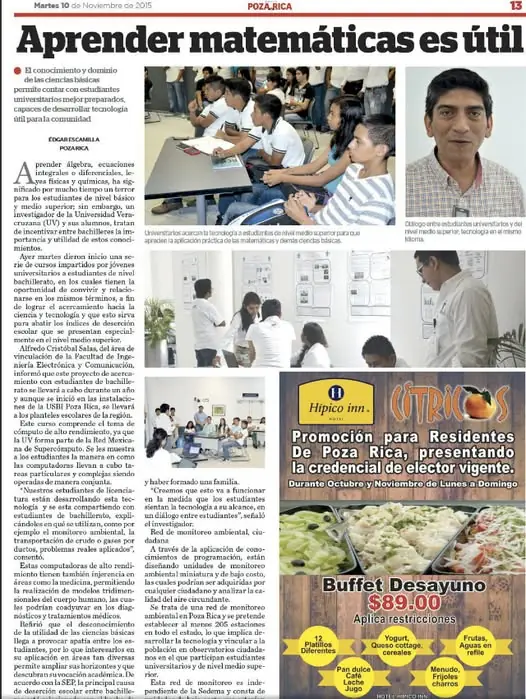 Martes 10 de Noviembre de 2015
POZA RICA
13
Aprender matemáticas es útil
El conocimiento y dominio
de las ciencias básicas
permite contar con estudiantes
universitarios mejor preparados,
capaces de desarrollar tecnología
útil para la comunidad
ÉDGAR ESCAMILLA
POZA RICA
Aprender álgebra, ecuaciones
integrales o diferenciales, le-
yes físicas y químicas, ha sig-
nificado por mucho tiempo un terror
para los estudiantes de nivel básico
y medio superior; sin embargo, un
investigador de la Universidad Vera-
cruzana (UV) y sus alumnos, tratan
de incentivar entre bachilleres la im-
portancia y utilidad de estos conoci-
mientos.
Ayer martes dieron inicio una se-
rie de cursos impartidos por jóvenes
universitarios a estudiantes de nivel
bachillerato, en los cuales tienen la
oportunidad de convivir y relacio-
narse en los mismos términos, a fin
de lograr el acercamiento hacia la
ciencia y tecnología y que esto sirva
para abatir los índices de deserción
escolar que se presentan especial-
mente en el nivel medio superior.
Alfredo Cristóbal Salas, del área de
vinculación de la Facultad de Inge-
niería Electrónica y Comunicación,
informó que este proyecto de acerca-
miento con estudiantes de bachille-
rato se llevará a cabo durante un año y
aunque se inició en las instalaciones
de la USBI Poza Rica, se llevará
a los planteles escolares de la región.
Este curso comprende el tema de
cómputo de alto rendimiento, ya que
la UV forma parte de la Red Mexica-
na de Supercómputo. Se les muestra
a los estudiantes la manera en como
las computadoras llevan a cabo ta-
reas particulares y complejas siendo
operadas de manera conjunta.
"Nuestros estudiantes de licencia-
tura están desarrollando esta tec-
nología y se esta compartiendo con
estudiantes de bachillerato, expli-
cándoles en qué se utilizan, como por
ejemplo el monitoreo ambiental, la
transportación de crudo o gases por
ductos, problemas reales aplicados",
comentó.
Estas computadoras de alto rendi-
miento tienen también injerencia en
áreas como la medicina, permitiendo
la realización de modelos tridimen-
sionales del cuerpo humano, las cua-
les podrían coadyuvar en los diag-
nósticos y tratamientos médicos.
Refirió que el desconocimiento
de la utilidad de las ciencias básicas
llega a provocar apatía entre los es-
tudiantes, por lo que interesarlos en
su aplicación en áreas tan diversas
permite ampliar sus horizontes y que
descubran su vocación académica. De
acuerdo con la SEP, la principal causa
de deserción escolar entre bachille-
Universitarios acercan la tecnología a estudiantes de nivel medio superior para que
aprecien la aplicación práctica de las matemáticas y demás ciencias básicas.
Diálogo entre estudiantes universitarios y del
nivel medio superior, tecnología en el mismo
idioma.
y haber formado una familia.
"Creemos que esto va a funcionar
en la medida que los estudiantes
sientan la tecnología a su alcance, en
un diálogo entre estudiantes", señaló
el investigador.
Red de monitoreo ambiental, ciu-
dadana
A través de la aplicación de cono-
cimientos de programación, están
diseñando unidades de monitoreo
ambiental miniatura y de bajo costo,
las cuales podrían ser adquiridas por
cualquier ciudadano y analizar la ca-
lidad del aire circundante.
Se trata de una red de monitoreo
ambiental en Poza Rica y se pretende
establecer al menos 265 estaciones
en todo el estado, lo que implica de-
sarrollar la tecnología y vincular a la
población en observatorios ciudada-
nos en el que participan estudiantes
universitarios y de nivel medio supe-
rior.
Esta red de monitoreo es inde-
pendiente de la Sedema y consta de
H
Hipico inn.
HOTEL
CíTRICOS
Promoción para Residentes
De Poza Rica, presentando
la credencial de elector vigente.
Durante Octubre y Noviembre de Lunes a Domingo
Buffet Desayuno
$89.00
Aplica restricciones
12
Platillos
Diferentes
Yogurt,
Queso cottage,
cereales
Frutas,
Aguas en
refile
Pan dulce
Café
Leche
Jugo
Menudo,
Frijoles
charros
HOTEL HIPICO INN